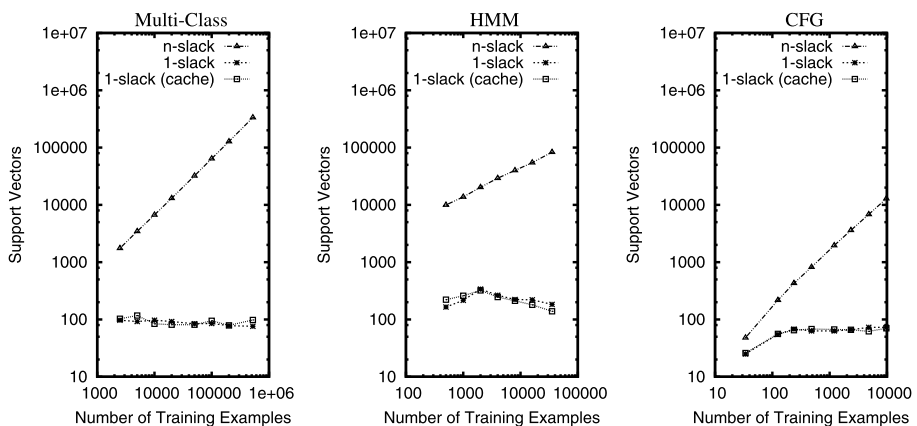 Multi-Class
1e+07
1e+06
100000
10000
1000
100
10
1000
10000
100000
1e+06
Support Vectors
Number of Training Examples
n-slack
1-slack
1-slack (cache)
HMM
1e+07
1e+06
100000
10000
1000
100
10
100
1000
10000
100000
Support Vectors
Number of Training Examples
n-slack
1-slack
1-slack (cache)
CFG
1e+07
1e+06
100000
10000
1000
100
10
10
100
1000
10000
Support Vectors
Number of Training Examples
n-slack
1-slack
1-slack (cache)